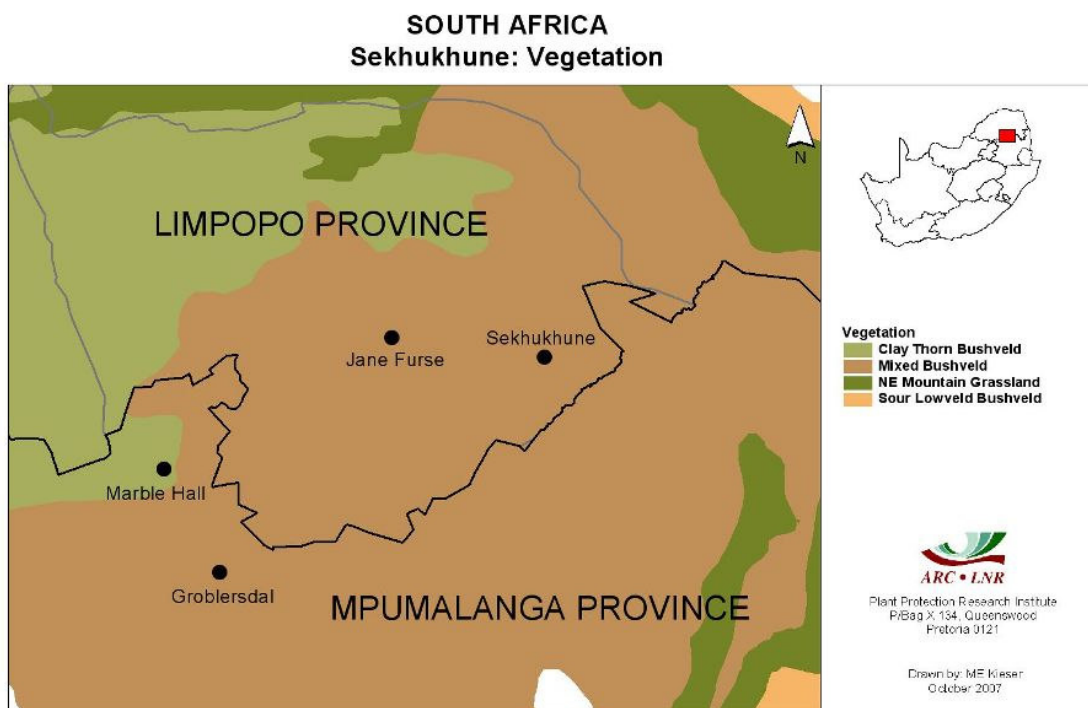 SOUTH AFRICA
Sekhukhune: Vegetation
N
LIMPOPO PROVINCE
Sekhukhune
Jane Furse
Marble Hall
Groblersdal
MPUMALANGA PROVINCE
Vegetation
Clay Thorn Bushveld
Mixed Bushveld
NE Mountain Grassland
Sour Lowveld Bushveld
ARC • LNR
Plant Protection Research Institute
P/Bag X 134, Queenswood
Pretoria 0121
Drawn by: ME Kieser
October 2007